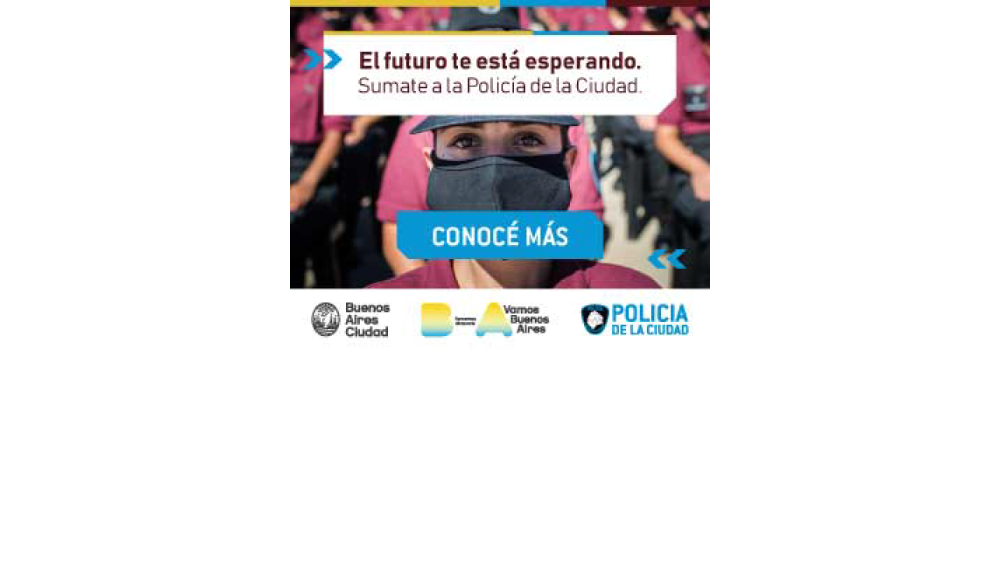 El futuro te está esperando.
Sumate a la Policía de la Ciudad.
CONOCÉ MÁS
Buenos
Aires
Ciudad
B
A
Vamos
Buenos
Aires
POLICIA
DE LA CIUDAD